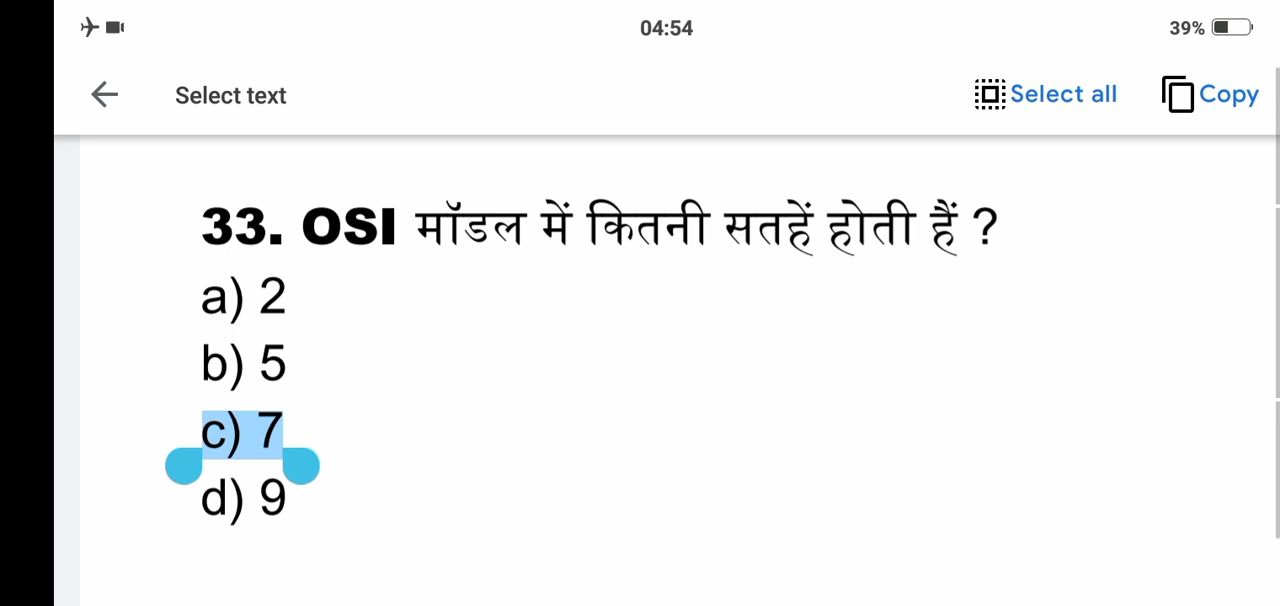 04:54
39%
Select text
Select all
Copy
33. OSI मॉडल में कितनी सतहें होती हैं ?
a) 2
b) 5
c) 7
d) 9